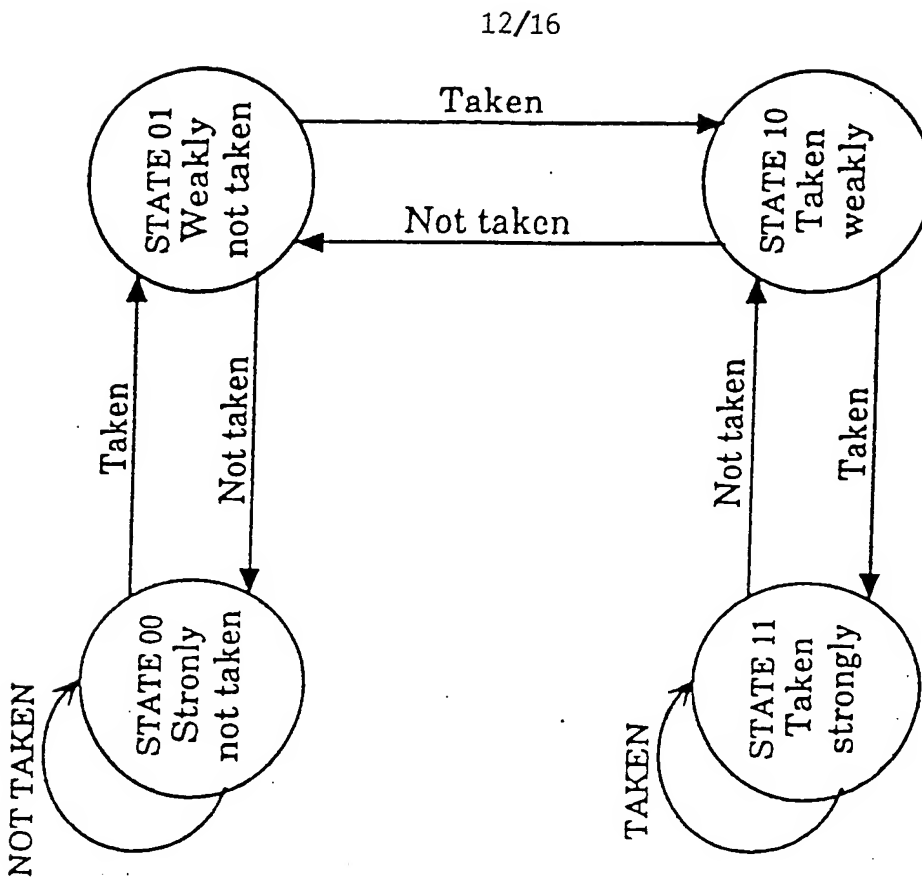 12/16
STATE 01
Weakly
not taken
Taken
Not taken
STATE 10
Taken
weakly
Taken
Not taken
Not taken
Taken
NOT TAKEN
STATE 00
Stronly
not taken
TAKEN
STATE 11
Taken
strongly